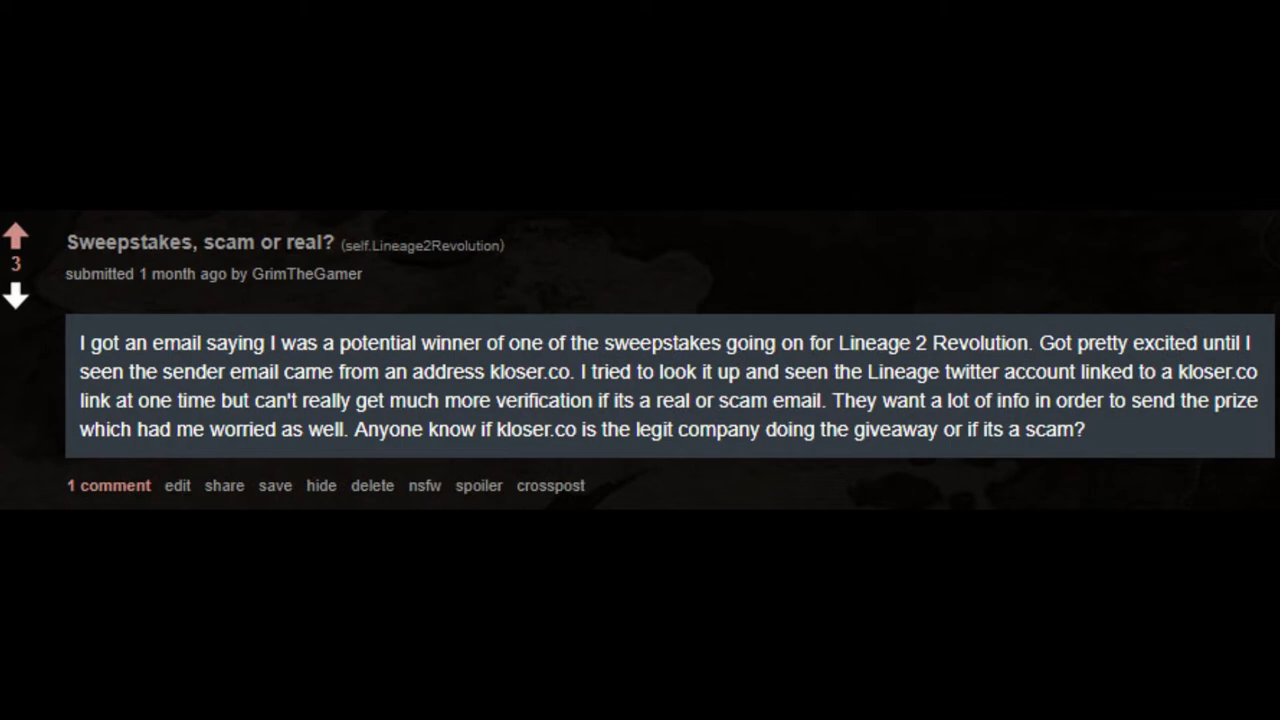 Sweepstakes, scam or real? (self.Lineage2Revolution)
3
submitted 1 month ago by GrimTheGamer
I got an email saying I was a potential winner of one of the sweepstakes going on for Lineage 2 Revolution. Got pretty excited until I
seen the sender email came from an address kloser.co. I tried to look it up and seen the Lineage twitter account linked to a kloser.co
link at one time but can't really get much more verification if its a real or scam email. They want a lot of info in order to send the prize
which had me worried as well. Anyone know if kloser.co is the legit company doing the giveaway or if its a scam?
1 comment edit share save hide delete nsfw spoiler crosspost